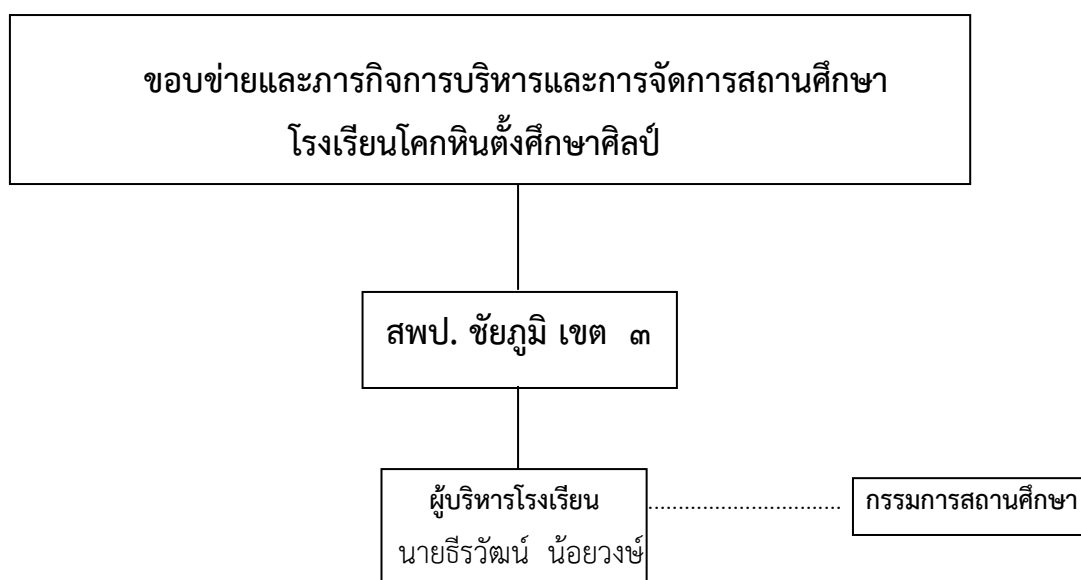 ขอบข่ายและภารกิจการบริหารและการจัดการสถานศึกษา
โรงเรียนโคกหินตั้งศึกษาศิลป์
สพป. ชัยภูมิ เขต ๓
ผู้บริหารโรงเรียน
นายธีรวัฒน์ น้อยวงษ์
กรรมการสถานศึกษา